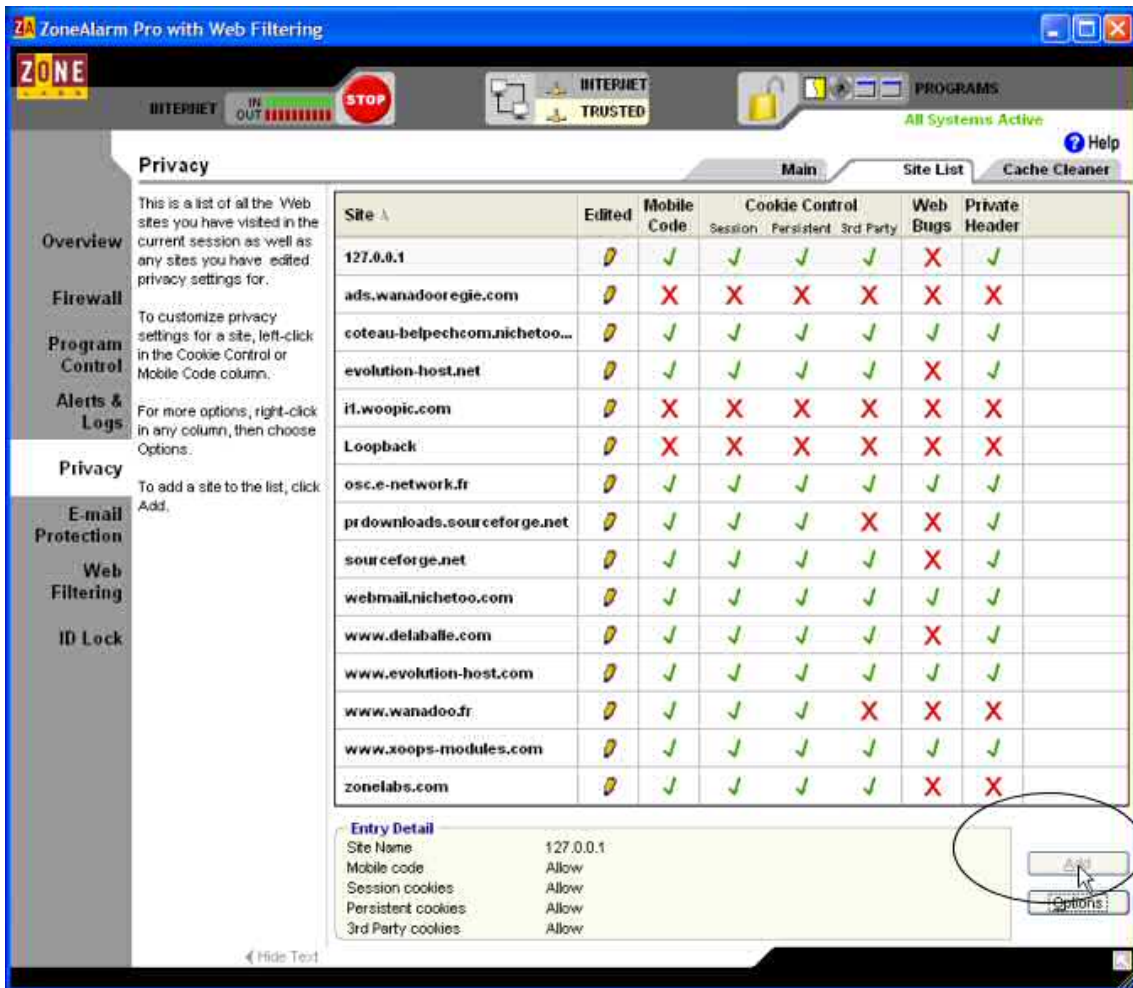 ZA ZoneAlarm Pro with Web Filtering
ZONE
LABS
INTERNET IN OUT STOP INTERNET TRUSTED PROGRAMS
All Systems Active
? Help
Privacy
Main Site List Cache Cleaner
Overview
Firewall
Program Control
Alerts & Logs
Privacy
E-mail Protection
Web Filtering
ID Lock
This is a list of all the Web
sites you have visited in the
current session as well as
any sites you have edited
privacy settings for.
To customize privacy
settings for a site, left-click
in the Cookie Control or
Mobile Code column.
For more options, right-click
in any column, then choose
Options.
To add a site to the list, click
Add.
Site Edited Mobile Code Cookie Control Web Bugs Private Header
Session Persistent 3rd Party
127.0.0.1
ads.wanadooregie.com
coteau-belpechcom.nichetoo...
evolution-host.net
i1.woopic.com
Loopback
osc.e-network.fr
prdownloads.sourceforge.net
sourceforge.net
webmail.nichetoo.com
www.delaballe.com
www.evolution-host.com
www.wanadoo.fr
www.xoops-modules.com
zonelabs.com
Entry Detail
Site Name 127.0.0.1
Mobile code Allow
Session cookies Allow
Persistent cookies Allow
3rd Party cookies Allow
Add
Options
Hide Text